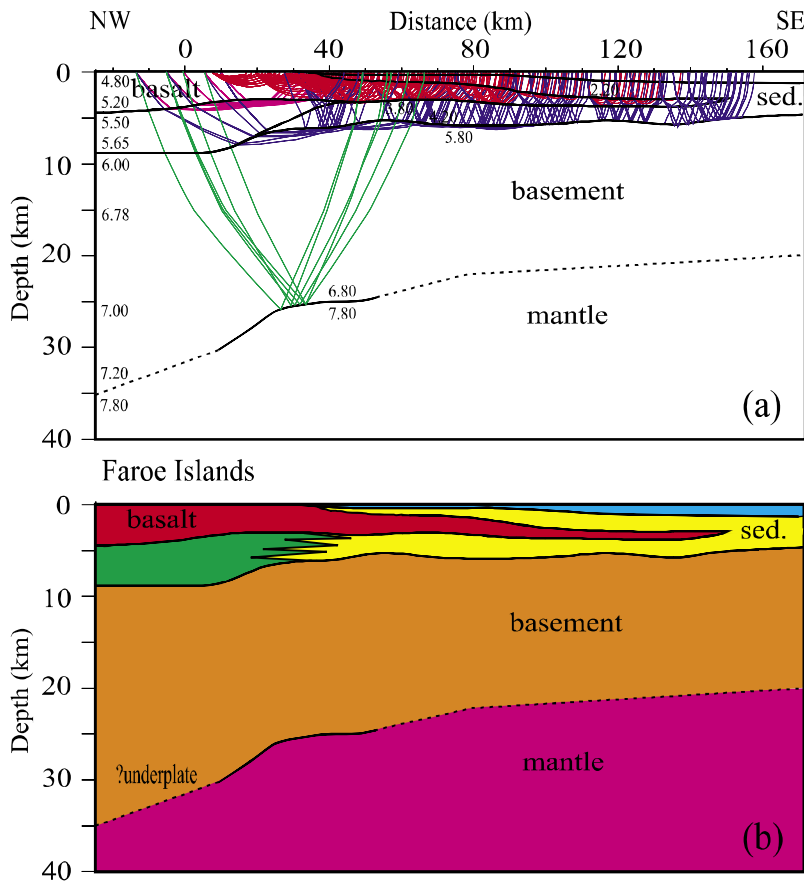 NW Distance (km) SE
0 40 80 120 160
0
4.80
basalt
5.20
sed.
5.50
5.80
5.65
10
6.00
basement
6.78
Depth (km)
20
6.80
7.00
7.80
mantle
30
7.20
7.80
(a)
40
Faroe Islands
0
basalt
sed.
10
basement
Depth (km)
20
?underplate
mantle
30
(b)
40